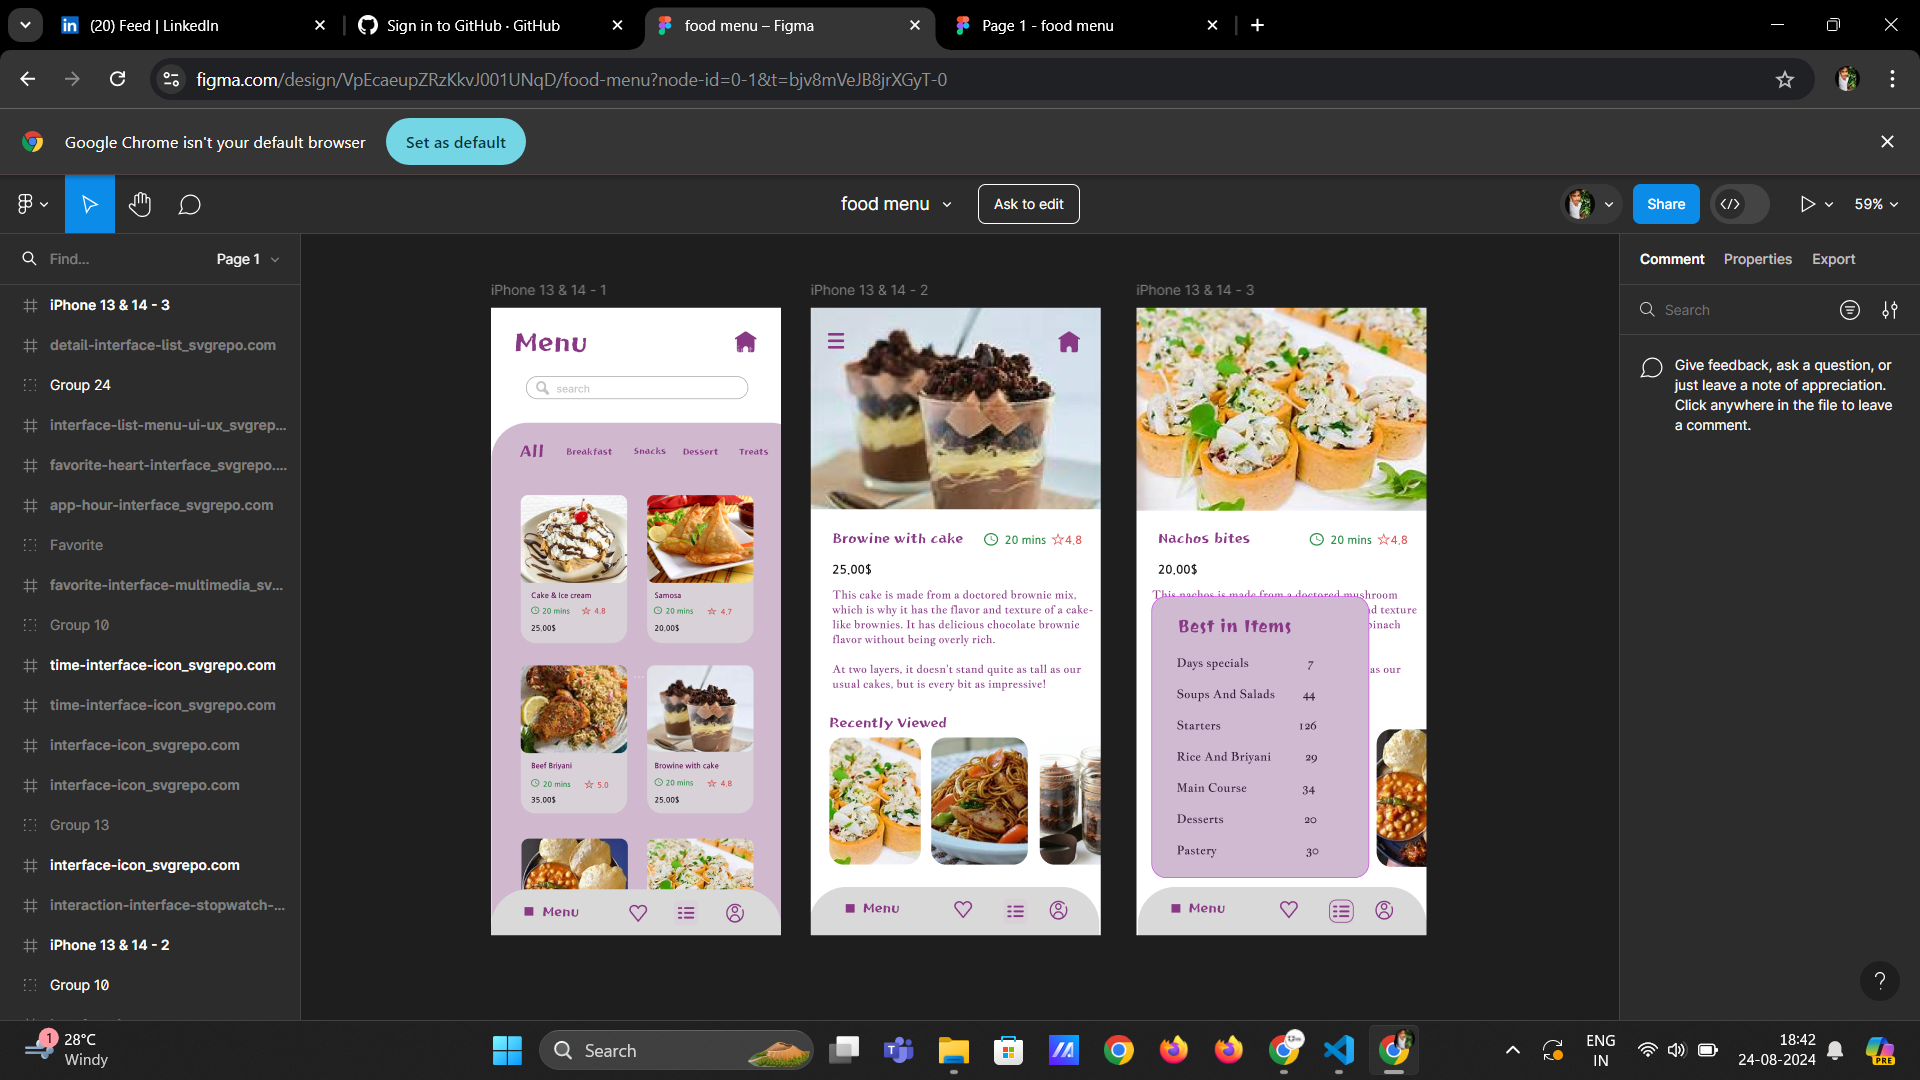 (20) Feed | LinkedIn
Sign in to GitHub · GitHub
food menu – Figma
Page 1 - food menu
figma.com/design/VpEcaeupZRzKkvJ001UNqD/food-menu?node-id=0-1&t=bjv8mVeJB8jrXGyT-0
Google Chrome isn't your default browser
Set as default
food menu
Ask to edit
Share
59%
Find...
Page 1
iPhone 13 & 14 - 3
detail-interface-list_svgrepo.com
Group 24
interface-list-menu-ui-ux_svgrep...
favorite-heart-interface_svgrepo....
app-hour-interface_svgrepo.com
Favorite
favorite-interface-multimedia_sv...
Group 10
time-interface-icon_svgrepo.com
time-interface-icon_svgrepo.com
interface-icon_svgrepo.com
interface-icon_svgrepo.com
Group 13
interface-icon_svgrepo.com
interaction-interface-stopwatch-...
iPhone 13 & 14 - 2
Group 10
iPhone 13 & 14 - 1
Menu
search
All Breakfast Snacks Dessert Treats
Cake & Ice cream
20 mins 4.8
25,00$
Samosa
20 mins 4.7
20,00$
Beef Briyani
20 mins 5.0
35,00$
Browine with cake
20 mins 4.8
25,00$
Menu
iPhone 13 & 14 - 2
Browine with cake 20 mins 4,8
25,00$
This cake is made from a doctored brownie mix,
which is why it has the flavor and texture of a cake-
like brownies. It has delicious chocolate brownie
flavor without being overly rich.
At two layers, it doesn't stand quite as tall as our
usual cakes, but is every bit as impressive!
Recently Viewed
Menu
iPhone 13 & 14 - 3
Nachos bites 20 mins 4,8
20,00$
This nachos is made from a doctored mushroom
texture
as our
Best in Items
Days specials 7
Soups And Salads 44
Starters 126
Rice And Briyani 29
Main Course 34
Desserts 20
Pastery 30
Menu
Comment Properties Export
Search
Give feedback, ask a question, or
just leave a note of appreciation.
Click anywhere in the file to leave
a comment.
?
1
28°C
Windy
Search
ENG
IN
18:42
24-08-2024
PRE